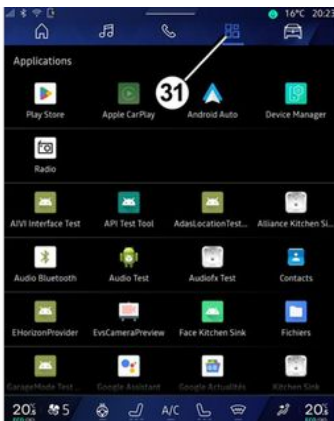 16°C 20:23
31
Applications
Play Store Apple CarPlay Android Auto Device Manager
Radio
AIVI Interface Test API Test Tool AdasLocationTest... Alliance Kitchen Si...
Audio Bluetooth Audio Test Audiofx Test Contacts
EHorizonProvider EvsCameraPreview Face Kitchen Sink Fichiers
GarageMode Test ... Google Assistant Google Actualités Kitchen Sink
20 5 A/C 20